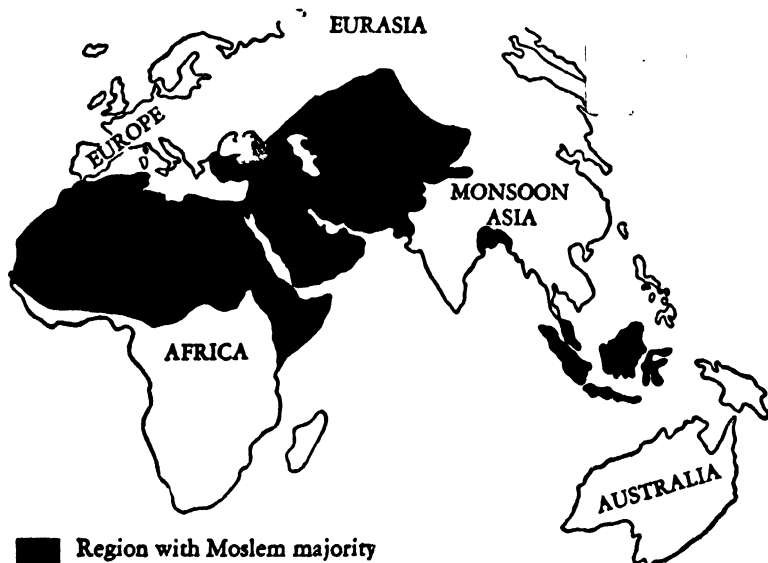 EURASIA
EUROPE
MONSOON
ASIA
AFRICA
AUSTRALIA
Region with Moslem majority